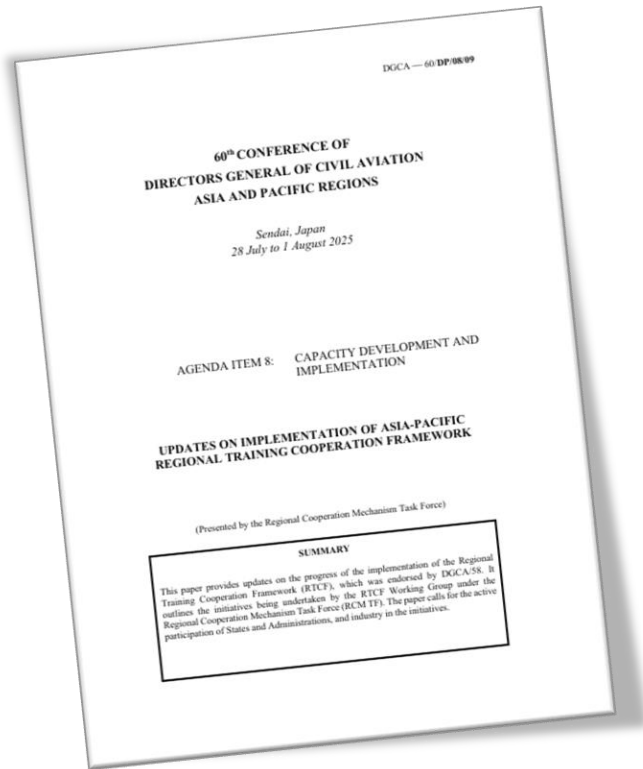 DGCA — 60/DP/08/09
60th CONFERENCE OF
DIRECTORS GENERAL OF CIVIL AVIATION
ASIA AND PACIFIC REGIONS
Sendai, Japan
28 July to 1 August 2025
AGENDA ITEM 8: CAPACITY DEVELOPMENT AND
IMPLEMENTATION
UPDATES ON IMPLEMENTATION OF ASIA-PACIFIC
REGIONAL TRAINING COOPERATION FRAMEWORK
(Presented by the Regional Cooperation Mechanism Task Force)
SUMMARY
This paper provides updates on the progress of the implementation of the Regional
Training Cooperation Framework (RTCF), which was endorsed by DGCA/58. It
outlines the initiatives being undertaken by the RTCF Working Group under the
Regional Cooperation Mechanism Task Force (RCM TF). The paper calls for the active
participation of States and Administrations, and industry in the initiatives.